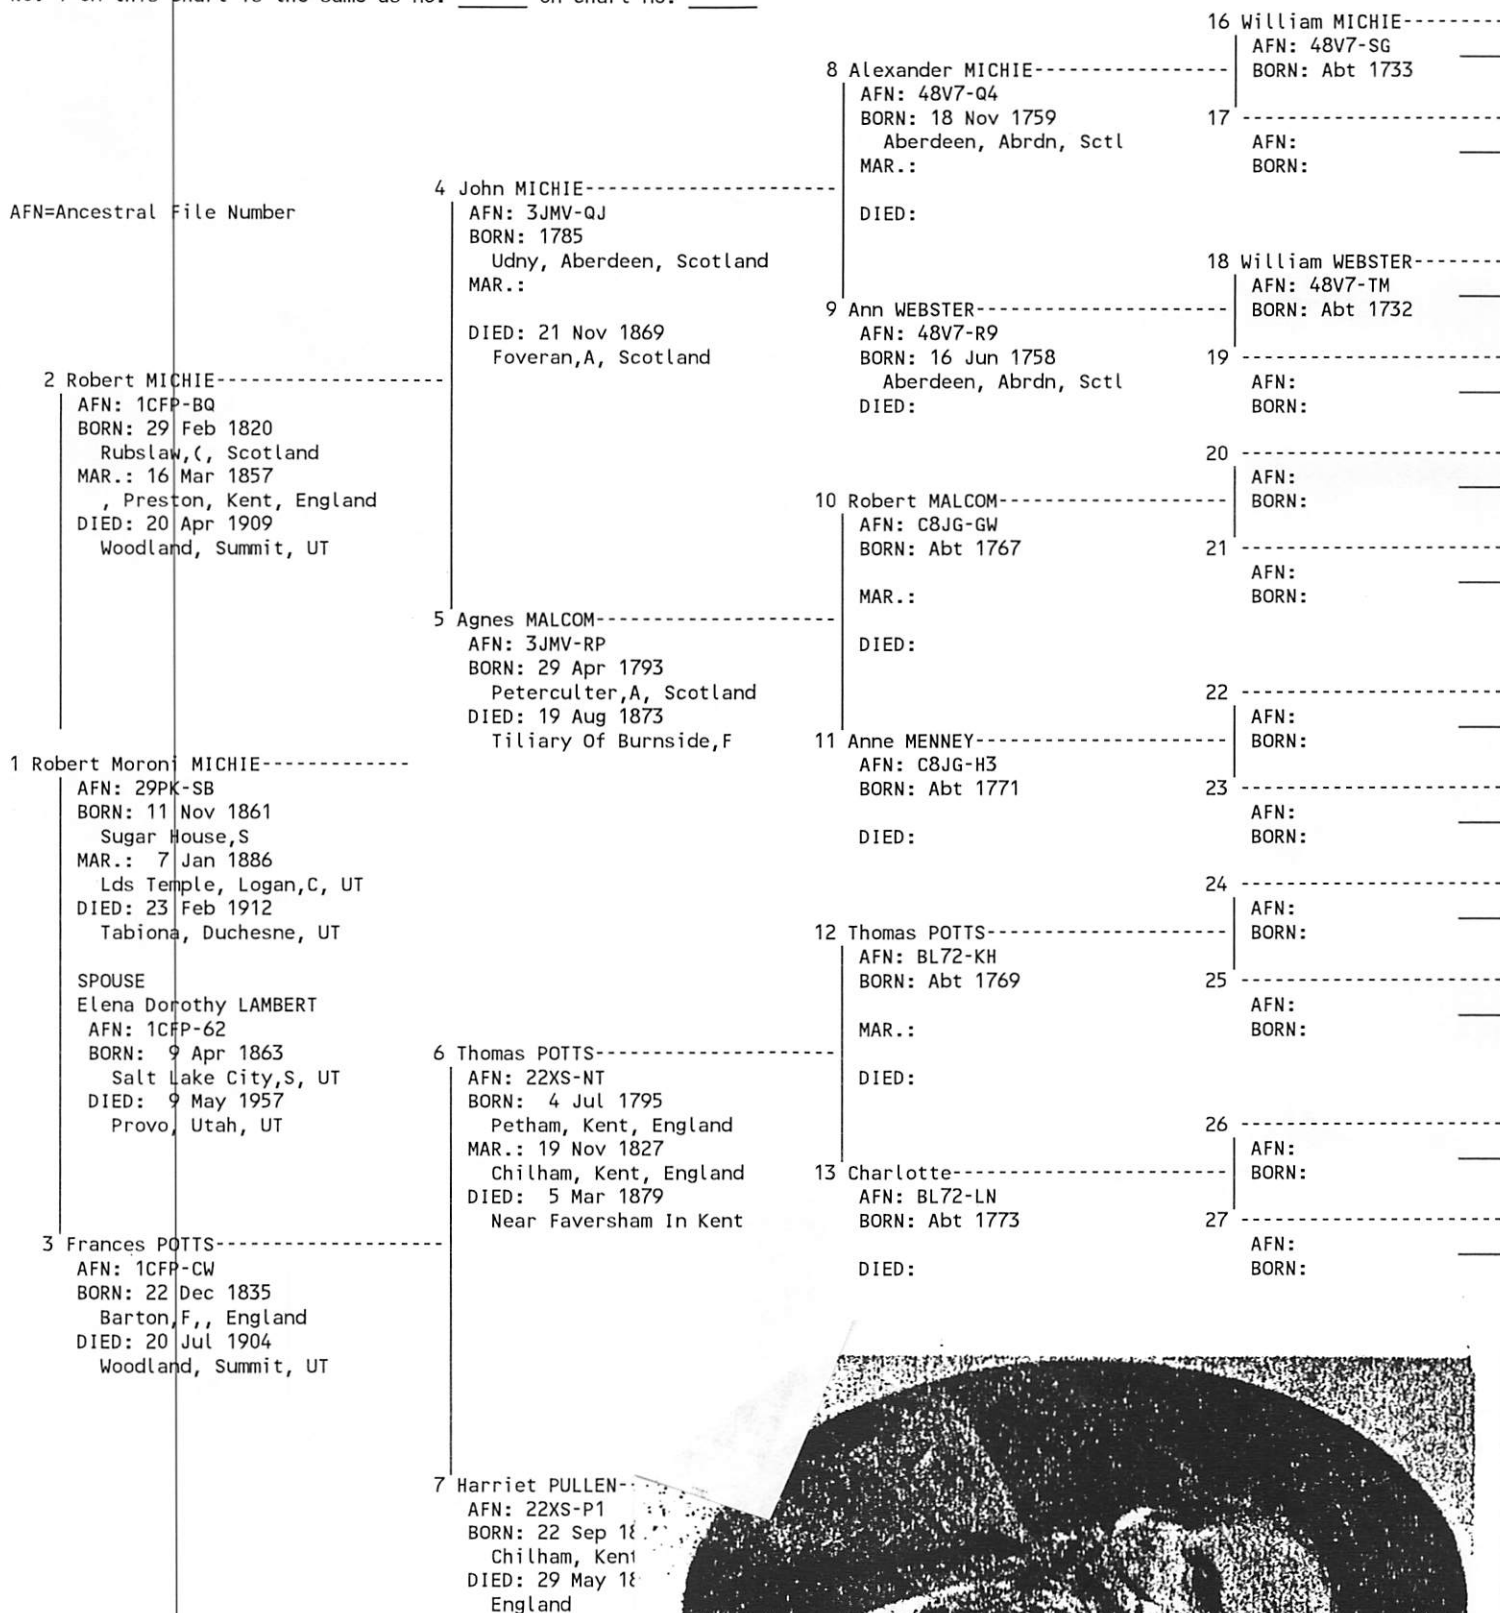 AFN=Ancestral File Number
1 Robert Moroni MICHIE
AFN: 29PK-SB
BORN: 11 Nov 1861
Sugar House,S
MAR.: 7 Jan 1886
Lds Temple, Logan,C, UT
DIED: 23 Feb 1912
Tabiona, Duchesne, UT
SPOUSE
Elena Dorothy LAMBERT
AFN: 1CFP-62
BORN: 9 Apr 1863
Salt Lake City,S, UT
DIED: 9 May 1957
Provo, Utah, UT
2 Robert MICHIE
AFN: 1CFP-BQ
BORN: 29 Feb 1820
Rubslaw,(, Scotland
MAR.: 16 Mar 1857
, Preston, Kent, England
DIED: 20 Apr 1909
Woodland, Summit, UT
3 Frances POTTS
AFN: 1CFP-CW
BORN: 22 Dec 1835
Barton,F,, England
DIED: 20 Jul 1904
Woodland, Summit, UT
4 John MICHIE
AFN: 3JMV-QJ
BORN: 1785
Udny, Aberdeen, Scotland
MAR.:
DIED: 21 Nov 1869
Foveran,A, Scotland
5 Agnes MALCOM
AFN: 3JMV-RP
BORN: 29 Apr 1793
Peterculter,A, Scotland
DIED: 19 Aug 1873
Tiliary Of Burnside,F
6 Thomas POTTS
AFN: 22XS-NT
BORN: 4 Jul 1795
Petham, Kent, England
MAR.: 19 Nov 1827
Chilham, Kent, England
DIED: 5 Mar 1879
Near Faversham In Kent
7 Harriet PULLEN
AFN: 22XS-P1
BORN: 22 Sep
Chilham, Kent
DIED: 29 May
England
8 Alexander MICHIE
AFN: 48V7-Q4
BORN: 18 Nov 1759
Aberdeen, Abrdn, Sctl
MAR.:
DIED:
9 Ann WEBSTER
AFN: 48V7-R9
BORN: 16 Jun 1758
Aberdeen, Abrdn, Sctl
DIED:
10 Robert MALCOM
AFN: C8JG-GW
BORN: Abt 1767
MAR.:
DIED:
11 Anne MENNEY
AFN: C8JG-H3
BORN: Abt 1771
DIED:
12 Thomas POTTS
AFN: BL72-KH
BORN: Abt 1769
MAR.:
DIED:
13 Charlotte
AFN: BL72-LN
BORN: Abt 1773
DIED:
16 William MICHIE
AFN: 48V7-SG
BORN: Abt 1733
17
AFN:
BORN:
18 William WEBSTER
AFN: 48V7-TM
BORN: Abt 1732
19
AFN:
BORN:
20
AFN:
BORN:
21
AFN:
BORN:
22
AFN:
BORN:
23
AFN:
BORN:
24
AFN:
BORN:
25
AFN:
BORN:
26
AFN:
BORN:
27
AFN:
BORN: